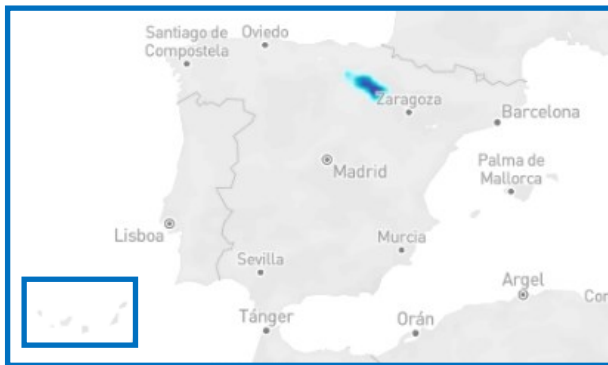 Santiago de
Compostela
Oviedo
Zaragoza
Barcelona
Madrid
Palma de
Mallorca
Lisboa
Murcia
Sevilla
Argel
Tánger
Orán